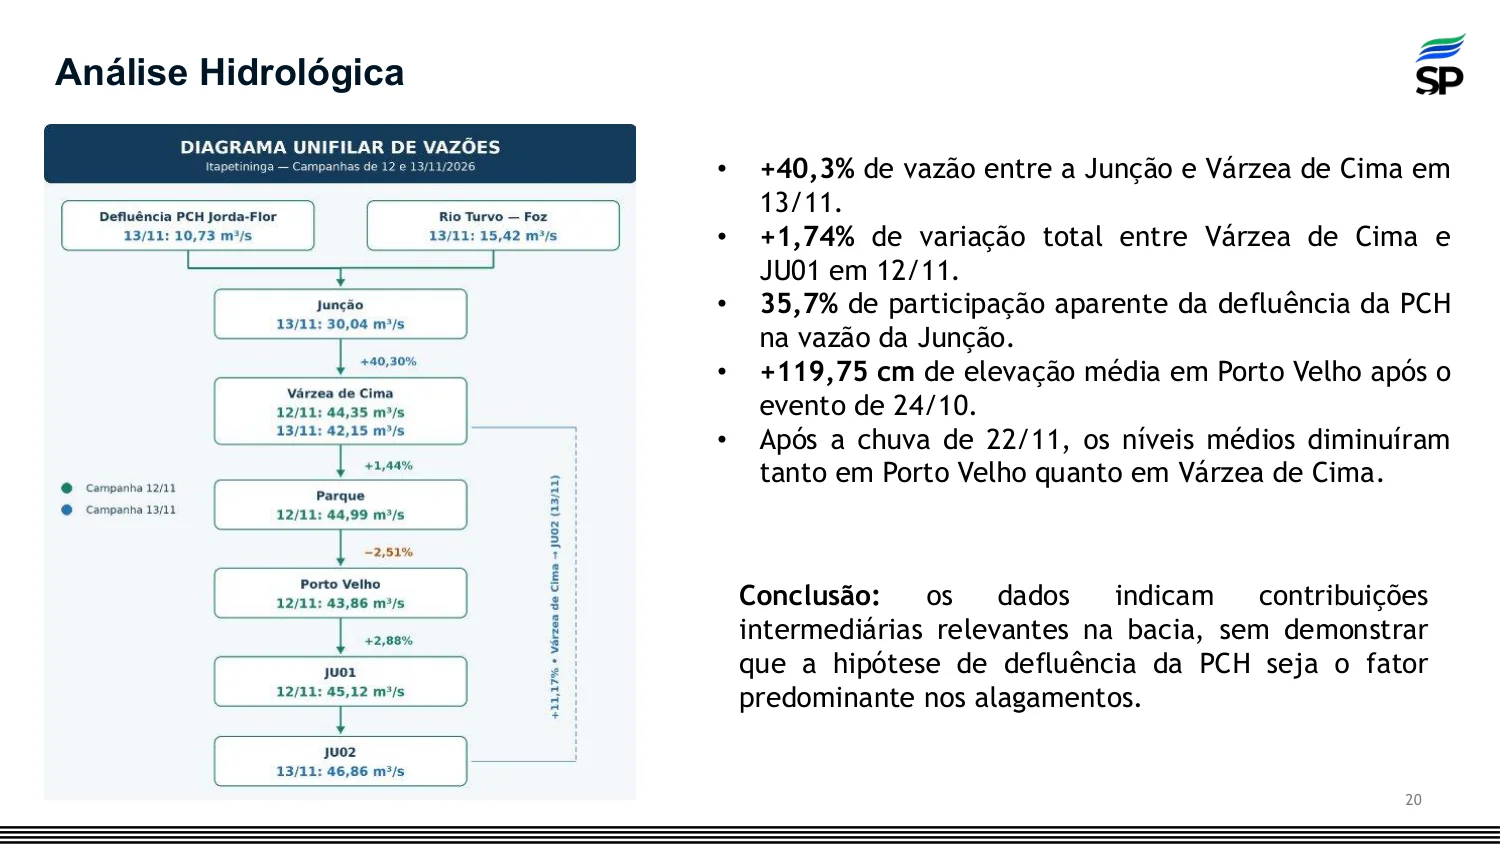 Análise Hidrológica
SP
DIAGRAMA UNIFILAR DE VAZÕES
Itapetininga — Campanhas de 12 e 13/11/2026
Defluência PCH Jorda-Flor
13/11: 10,73 m³/s
Rio Turvo — Foz
13/11: 15,42 m³/s
Junção
13/11: 30,04 m³/s
+40,30%
Várzea de Cima
12/11: 44,35 m³/s
13/11: 42,15 m³/s
+1,44%
Parque
12/11: 44,99 m³/s
−2,51%
Porto Velho
12/11: 43,86 m³/s
+2,88%
JU01
12/11: 45,12 m³/s
JU02
13/11: 46,86 m³/s
Campanha 12/11
Campanha 13/11
+11,17% • Várzea de Cima → JU02 (13/11)
• +40,3% de vazão entre a Junção e Várzea de Cima em
13/11.
• +1,74% de variação total entre Várzea de Cima e
JU01 em 12/11.
• 35,7% de participação aparente da defluência da PCH
na vazão da Junção.
• +119,75 cm de elevação média em Porto Velho após o
evento de 24/10.
• Após a chuva de 22/11, os níveis médios diminuíram
tanto em Porto Velho quanto em Várzea de Cima.
Conclusão: os dados indicam contribuições
intermediárias relevantes na bacia, sem demonstrar
que a hipótese de defluência da PCH seja o fator
predominante nos alagamentos.
20